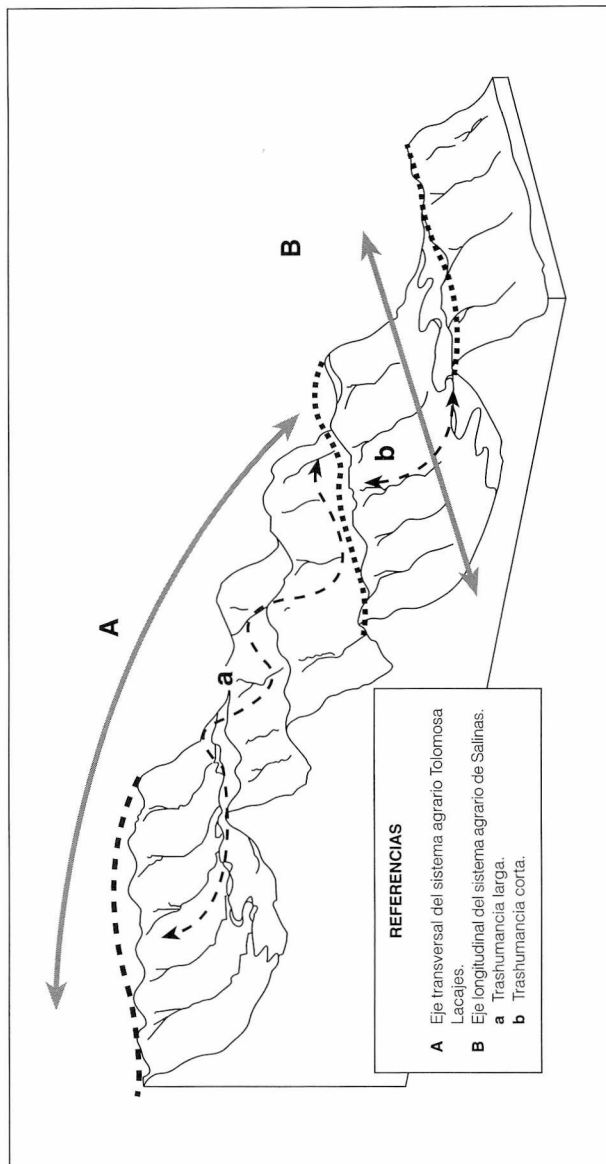 A
B
a
b
REFERENCIAS
A Eje transversal del sistema agrario Tolomosa
Lacajes.
B Eje longitudinal del sistema agrario de Salinas.
a Trashumancia larga.
b Trashumancia corta.